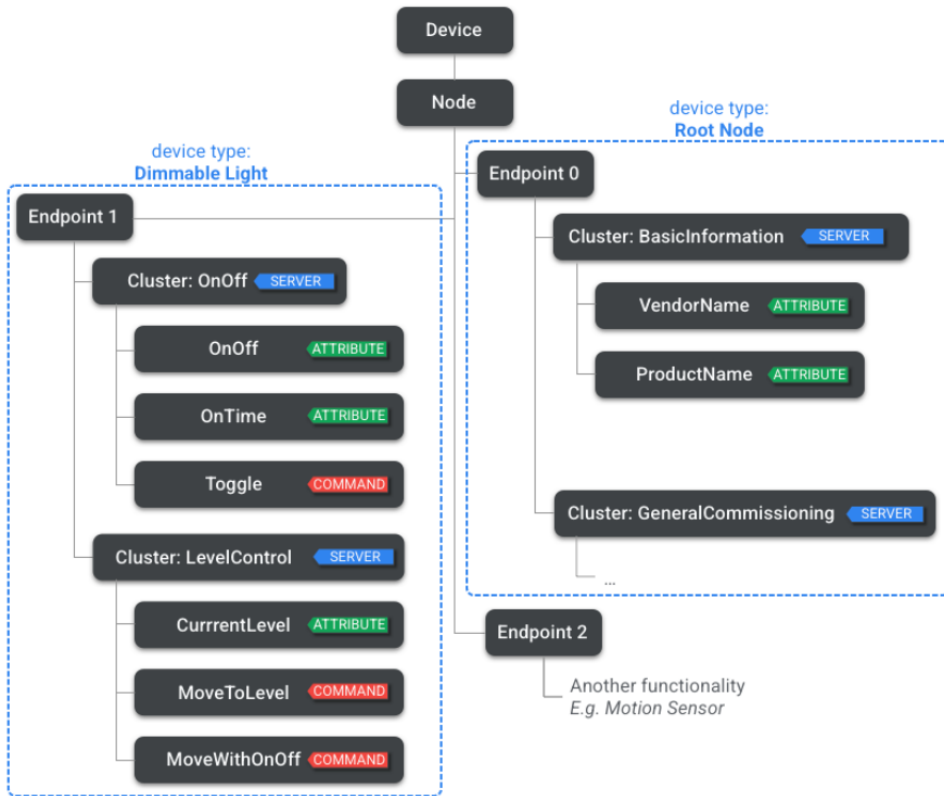 Device
Node
device type:
Root Node
device type:
Dimmable Light
Endpoint 0
Endpoint 1
Cluster: BasicInformation SERVER
Cluster: OnOff SERVER
VendorName ATTRIBUTE
OnOff ATTRIBUTE
ProductName ATTRIBUTE
OnTime ATTRIBUTE
Toggle COMMAND
Cluster: GeneralCommissioning SERVER
Cluster: LevelControl SERVER
...
CurrrentLevel ATTRIBUTE
Endpoint 2
MoveToLevel COMMAND
Another functionality
E.g. Motion Sensor
MoveWithOnOff COMMAND